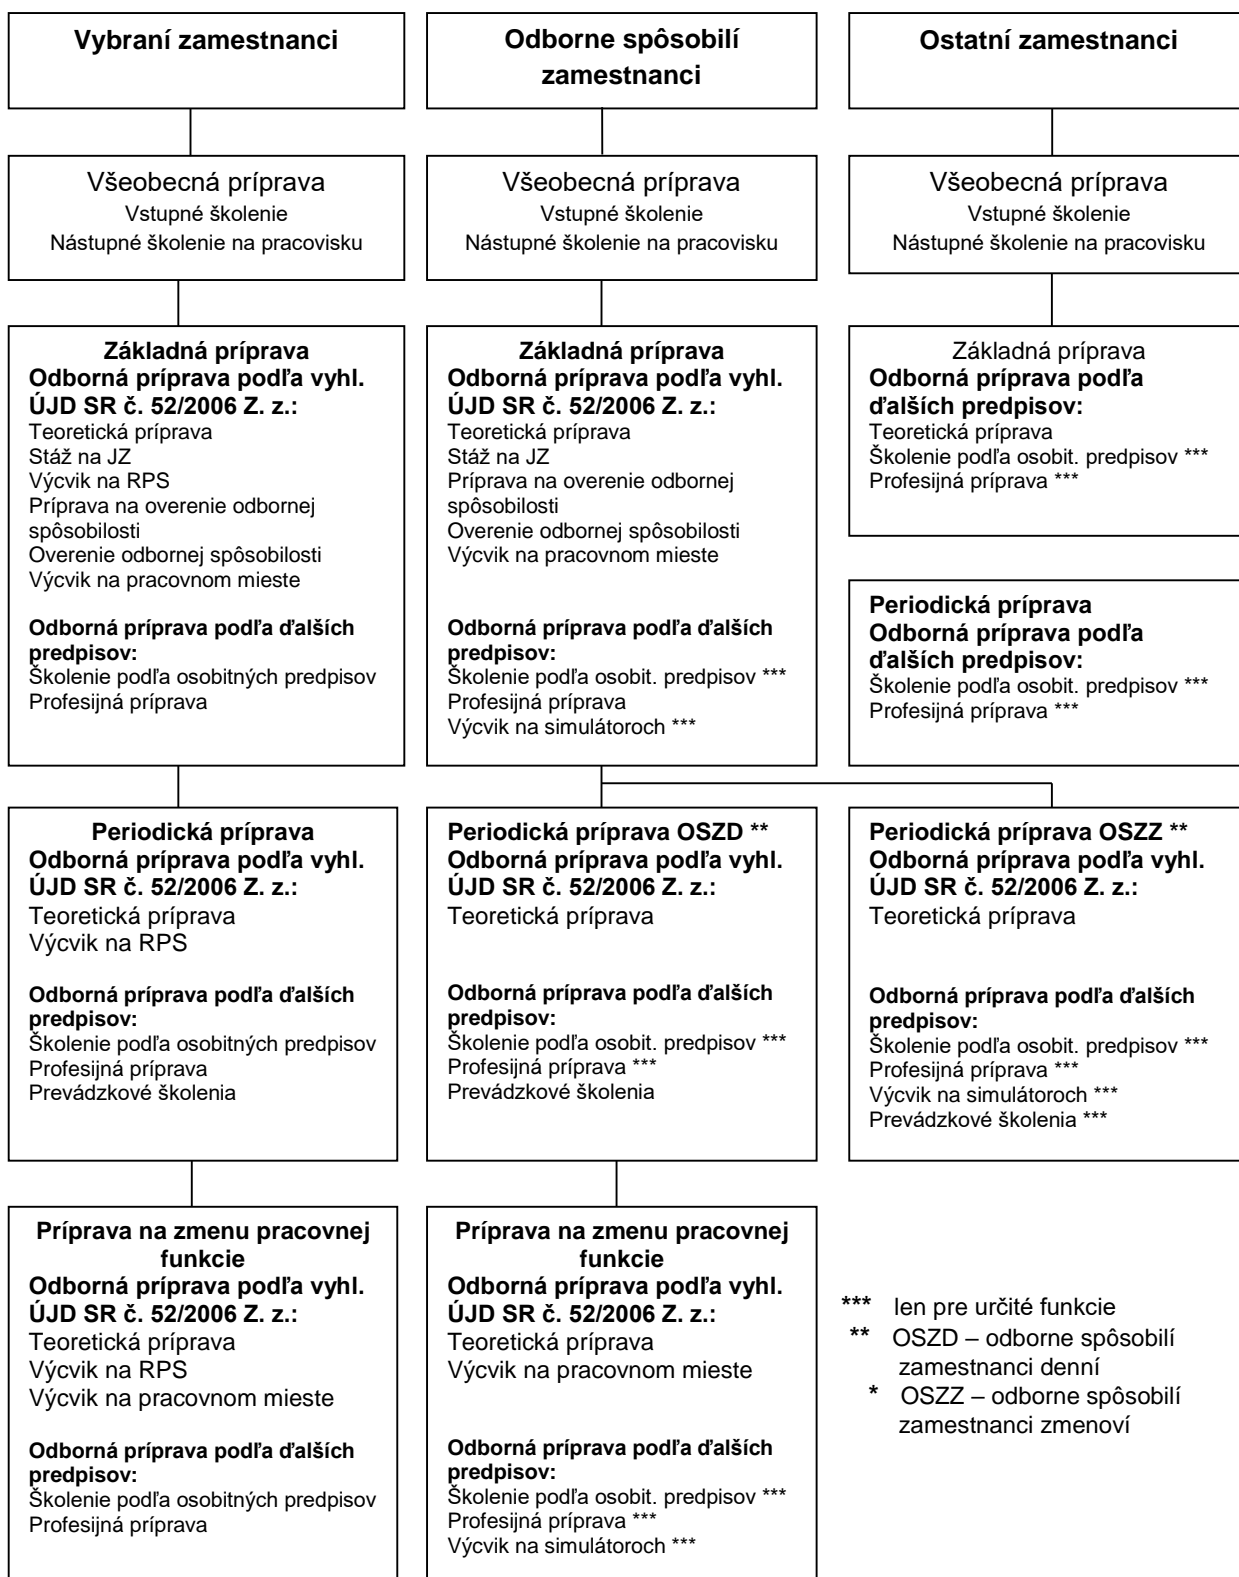 Vybraní zamestnanci
Odborne spôsobilí
zamestnanci
Ostatní zamestnanci
Všeobecná príprava
Vstupné školenie
Nástupné školenie na pracovisku
Všeobecná príprava
Vstupné školenie
Nástupné školenie na pracovisku
Všeobecná príprava
Vstupné školenie
Nástupné školenie na pracovisku
Základná príprava
Odborná príprava podľa vyhl.
ÚJD SR č. 52/2006 Z. z.:
Teoretická príprava
Stáž na JZ
Výcvik na RPS
Príprava na overenie odbornej
spôsobilosti
Overenie odbornej spôsobilosti
Výcvik na pracovnom mieste
Odborná príprava podľa ďalších
predpisov:
Školenie podľa osobitných predpisov
Profesijná príprava
Základná príprava
Odborná príprava podľa vyhl.
ÚJD SR č. 52/2006 Z. z.:
Teoretická príprava
Stáž na JZ
Príprava na overenie odbornej
spôsobilosti
Overenie odbornej spôsobilosti
Výcvik na pracovnom mieste
Odborná príprava podľa ďalších
predpisov:
Školenie podľa osobit. predpisov ***
Profesijná príprava
Výcvik na simulátoroch ***
Základná príprava
Odborná príprava podľa
ďalších predpisov:
Teoretická príprava
Školenie podľa osobit. predpisov ***
Profesijná príprava ***
Periodická príprava
Odborná príprava podľa
ďalších predpisov:
Školenie podľa osobit. predpisov ***
Profesijná príprava ***
Periodická príprava
Odborná príprava podľa vyhl.
ÚJD SR č. 52/2006 Z. z.:
Teoretická príprava
Výcvik na RPS
Odborná príprava podľa ďalších
predpisov:
Školenie podľa osobitných predpisov
Profesijná príprava
Prevádzkové školenia
Periodická príprava OSZD **
Odborná príprava podľa vyhl.
ÚJD SR č. 52/2006 Z. z.:
Teoretická príprava
Odborná príprava podľa ďalších
predpisov:
Školenie podľa osobit. predpisov ***
Profesijná príprava ***
Prevádzkové školenia
Periodická príprava OSZZ **
Odborná príprava podľa vyhl.
ÚJD SR č. 52/2006 Z. z.:
Teoretická príprava
Odborná príprava podľa ďalších
predpisov:
Školenie podľa osobit. predpisov ***
Profesijná príprava ***
Výcvik na simulátoroch ***
Prevádzkové školenia ***
Príprava na zmenu pracovnej
funkcie
Odborná príprava podľa vyhl.
ÚJD SR č. 52/2006 Z. z.:
Teoretická príprava
Výcvik na RPS
Výcvik na pracovnom mieste
Odborná príprava podľa ďalších
predpisov:
Školenie podľa osobitných predpisov
Profesijná príprava
Príprava na zmenu pracovnej
funkcie
Odborná príprava podľa vyhl.
ÚJD SR č. 52/2006 Z. z.:
Teoretická príprava
Výcvik na pracovnom mieste
Odborná príprava podľa ďalších
predpisov:
Školenie podľa osobit. predpisov ***
Profesijná príprava ***
Výcvik na simulátoroch ***
*** len pre určité funkcie
** OSZD – odborne spôsobilí
zamestnanci denní
* OSZZ – odborne spôsobilí
zamestnanci zmenoví